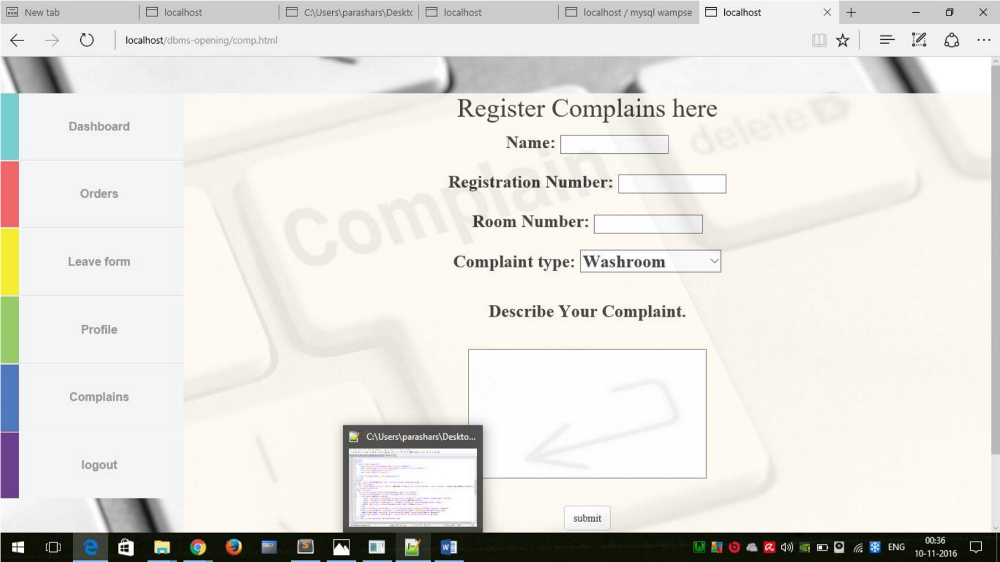 New tab
localhost
C:\Users\parashars\Desktc
localhost
localhost / mysql wampse
localhost
localhost/dbms-opening/comp.html
Register Complains here
delete
Complain
Name:
Registration Number:
Room Number:
Complaint type: Washroom
Describe Your Complaint.
submit
Dashboard
Orders
Leave form
Profile
Complains
logout
C:\Users\parashars\Deskto...
ENG
00:36
10-11-2016